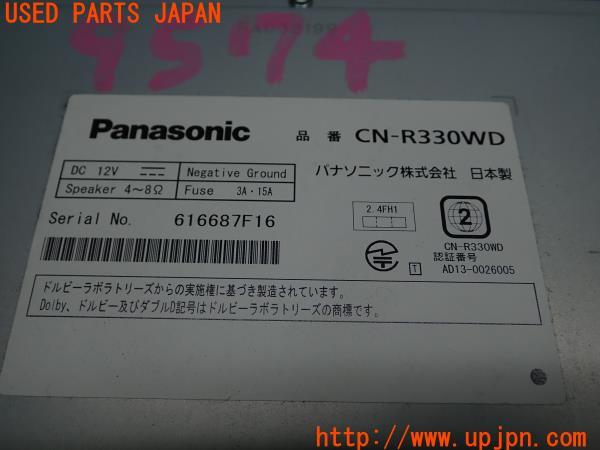 USED PARTS JAPAN
9574
Panasonic 品番 CN-R330WD
DC 12V Negative Ground
Speaker 4~8Ω Fuse 3A・15A
パナソニック株式会社 日本製
Serial No. 616687F16
2.4FH1
2
CN-R330WD
認証番号
T AD13-0026005
ドルビーラボラトリーズからの実施権に基づき製造されています。
Dolby、ドルビー及びダブルD記号はドルビーラボラトリーズの商標です。
UPJ
http://www.upjpn.com/